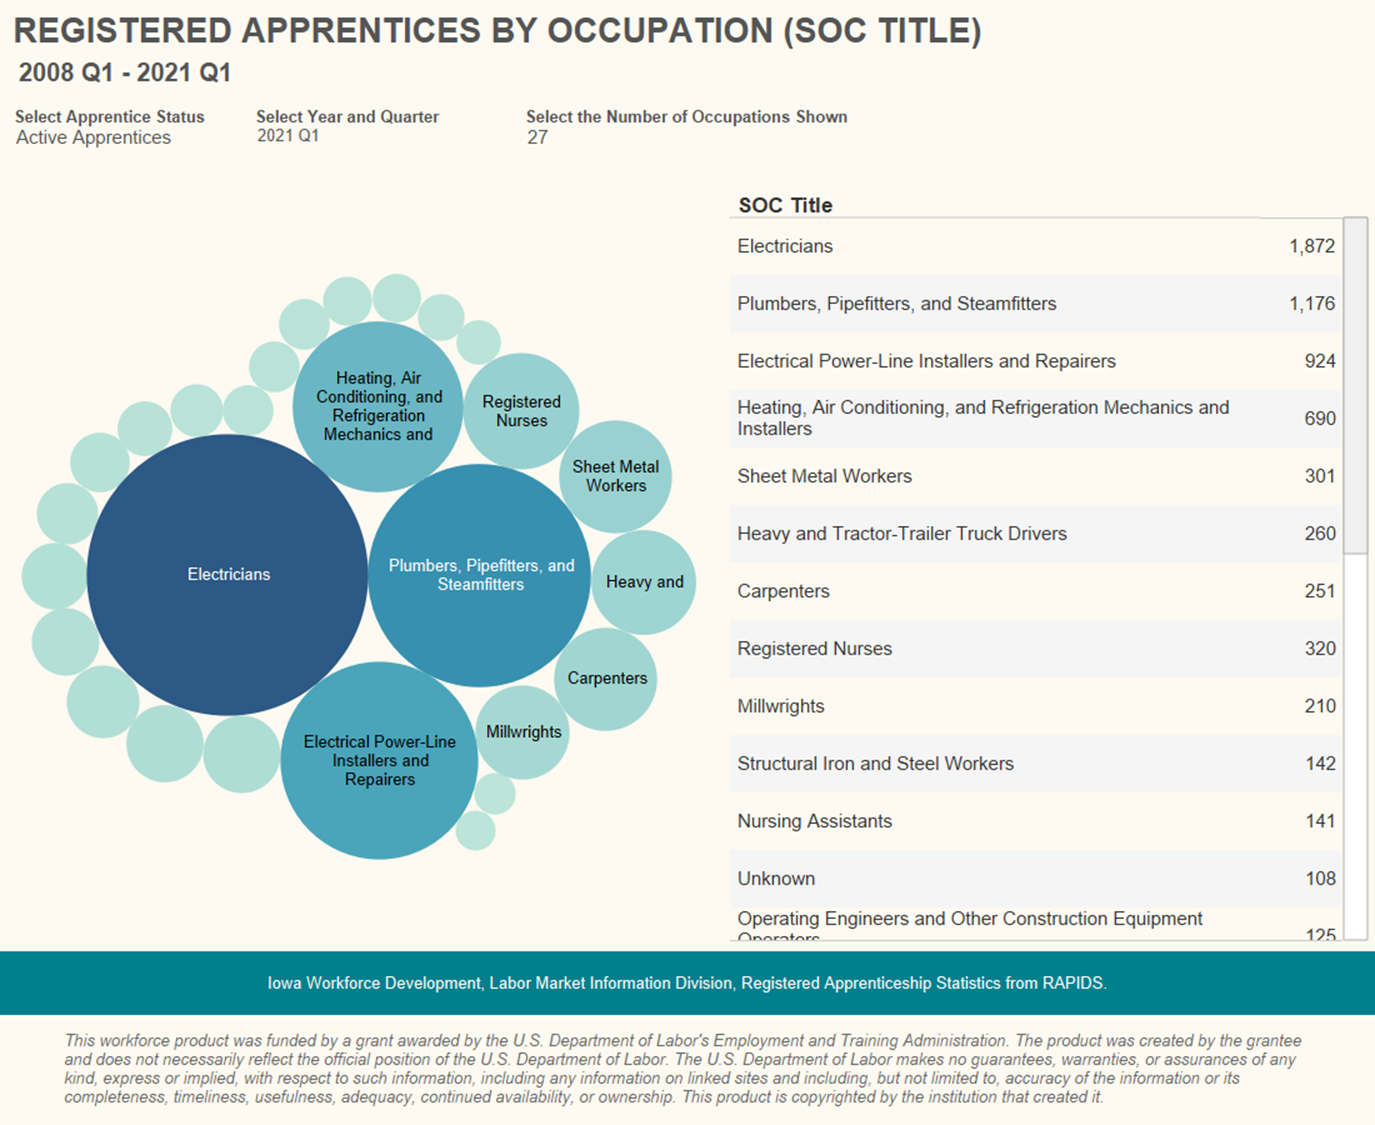 REGISTERED APPRENTICES BY OCCUPATION (SOC TITLE)
2008 Q1 - 2021 Q1
Select Apprentice Status
Active Apprentices
Select Year and Quarter
2021 Q1
Select the Number of Occupations Shown
27
Heating, Air
Conditioning, and
Refrigeration
Mechanics and
Registered
Nurses
Sheet Metal
Workers
Electricians
Plumbers, Pipefitters, and
Steamfitters
Heavy and
Carpenters
Millwrights
Electrical Power-Line
Installers and
Repairers
SOC Title
Electricians 1,872
Plumbers, Pipefitters, and Steamfitters 1,176
Electrical Power-Line Installers and Repairers 924
Heating, Air Conditioning, and Refrigeration Mechanics and
Installers 690
Sheet Metal Workers 301
Heavy and Tractor-Trailer Truck Drivers 260
Carpenters 251
Registered Nurses 320
Millwrights 210
Structural Iron and Steel Workers 142
Nursing Assistants 141
Unknown 108
Operating Engineers and Other Construction Equipment
Operators 125
Iowa Workforce Development, Labor Market Information Division, Registered Apprenticeship Statistics from RAPIDS.
This workforce product was funded by a grant awarded by the U.S. Department of Labor's Employment and Training Administration. The product was created by the grantee
and does not necessarily reflect the official position of the U.S. Department of Labor. The U.S. Department of Labor makes no guarantees, warranties, or assurances of any
kind, express or implied, with respect to such information, including any information on linked sites and including, but not limited to, accuracy of the information or its
completeness, timeliness, usefulness, adequacy, continued availability, or ownership. This product is copyrighted by the institution that created it.